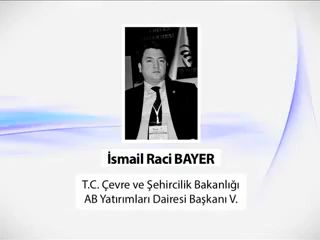 İsmail Raci BAYER
T.C. Çevre ve Şehircilik Bakanlığı
AB Yatırımları Dairesi Başkanı V.